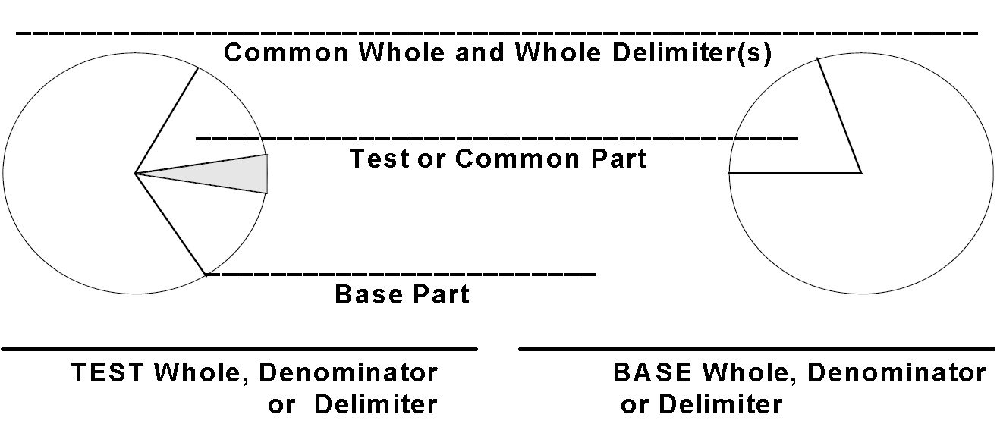 Common Whole and Whole Delimiter(s)
Test or Common Part
Base Part
TEST Whole, Denominator
or Delimiter
BASE Whole, Denominator
or Delimiter